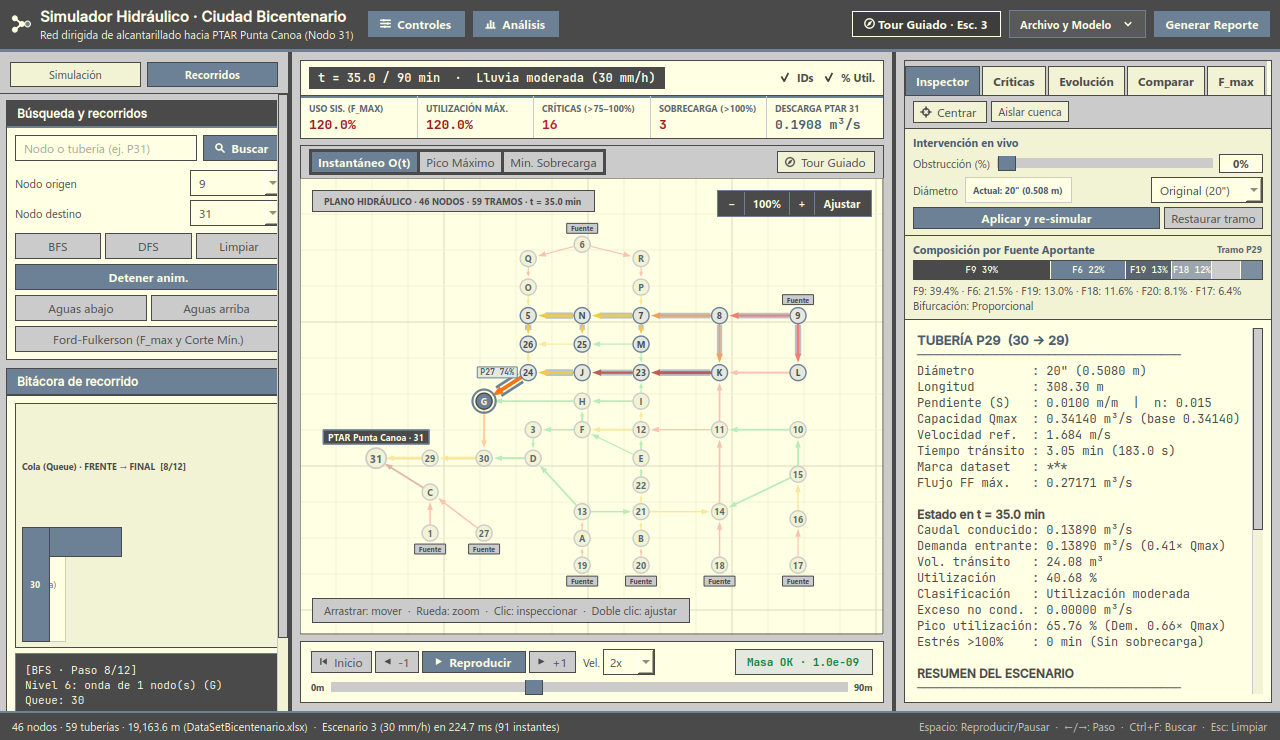 Simulador Hidráulico · Ciudad Bicentenario
Red dirigida de alcantarillado hacia PTAR Punta Canoa (Nodo 31)
Controles
Análisis
Tour Guiado · Esc. 3
Archivo y Modelo
Generar Reporte
Simulación
Recorridos
Búsqueda y recorridos
Nodo o tubería (ej. P31)
Buscar
Nodo origen
9
Nodo destino
31
BFS
DFS
Limpiar
Detener anim.
Aguas abajo
Aguas arriba
Ford-Fulkerson (F_max y Corte Mín.)
Bitácora de recorrido
Cola (Queue) · FRENTE → FINAL [8/12]
30
a)
[BFS · Paso 8/12]
Nivel 6: onda de 1 nodo(s) (G)
Queue: 30
t = 35.0 / 90 min · Lluvia moderada (30 mm/h)
✓ IDs
✓ % Util.
USO SIS. (F_MAX)
120.0%
UTILIZACIÓN MÁX.
120.0%
CRÍTICAS (>75-100%)
16
SOBRECARGA (>100%)
3
DESCARGA PTAR 31
0.1908 m³/s
Instantáneo O(t)
Pico Máximo
Min. Sobrecarga
Tour Guiado
PLANO HIDRÁULICO · 46 NODOS · 59 TRAMOS · t = 35.0 min
−
100%
+
Ajustar
Fuente
6
Q
R
O
P
Fuente
5
N
7
8
9
26
25
M
P27 74%
24
J
23
K
L
G
H
I
3
F
12
11
10
PTAR Punta Canoa · 31
31
29
30
D
E
15
22
C
13
21
14
16
1
27
A
B
Fuente
Fuente
19
20
18
17
Fuente
Fuente
Fuente
Fuente
Arrastrar: mover · Rueda: zoom · Clic: inspeccionar · Doble clic: ajustar
Inicio
-1
Reproducir
+1
Vel.
2x
Masa OK · 1.0e-09
0m
90m
Inspector
Críticas
Evolución
Comparar
F_max
Centrar
Aislar cuenca
Intervención en vivo
Obstrucción (%)
0%
Diámetro
Actual: 20" (0.508 m)
Original (20")
Aplicar y re-simular
Restaurar tramo
Composición por Fuente Aportante
Tramo P29
F9 39%
F6 22%
F19 13%
F18 12%
F9: 39.4% · F6: 21.5% · F19: 13.0% · F18: 11.6% · F20: 8.1% · F17: 6.4%
Bifurcación: Proporcional
TUBERÍA P29 (30 → 29)
Diámetro : 20" (0.5080 m)
Longitud : 308.30 m
Pendiente (S) : 0.0100 m/m | n: 0.015
Capacidad Qmax : 0.34140 m³/s (base 0.34140)
Velocidad ref. : 1.684 m/s
Tiempo tránsito : 3.05 min (183.0 s)
Marca dataset : ***
Flujo FF máx. : 0.27171 m³/s
Estado en t = 35.0 min
Caudal conducido: 0.13890 m³/s
Demanda entrante: 0.13890 m³/s (0.41× Qmax)
Vol. tránsito : 24.08 m³
Utilización : 40.68 %
Clasificación : Utilización moderada
Exceso no cond. : 0.00000 m³/s
Pico utilización: 65.76 % (Dem. 0.66× Qmax)
Estrés >100% : 0 min (Sin sobrecarga)
RESUMEN DEL ESCENARIO
46 nodos · 59 tuberías · 19,163.6 m (DataSetBicentenario.xlsx) · Escenario 3 (30 mm/h) en 224.7 ms (91 instantes)
Espacio: Reproducir/Pausar · ←/→: Paso · Ctrl+F: Buscar · Esc: Limpiar